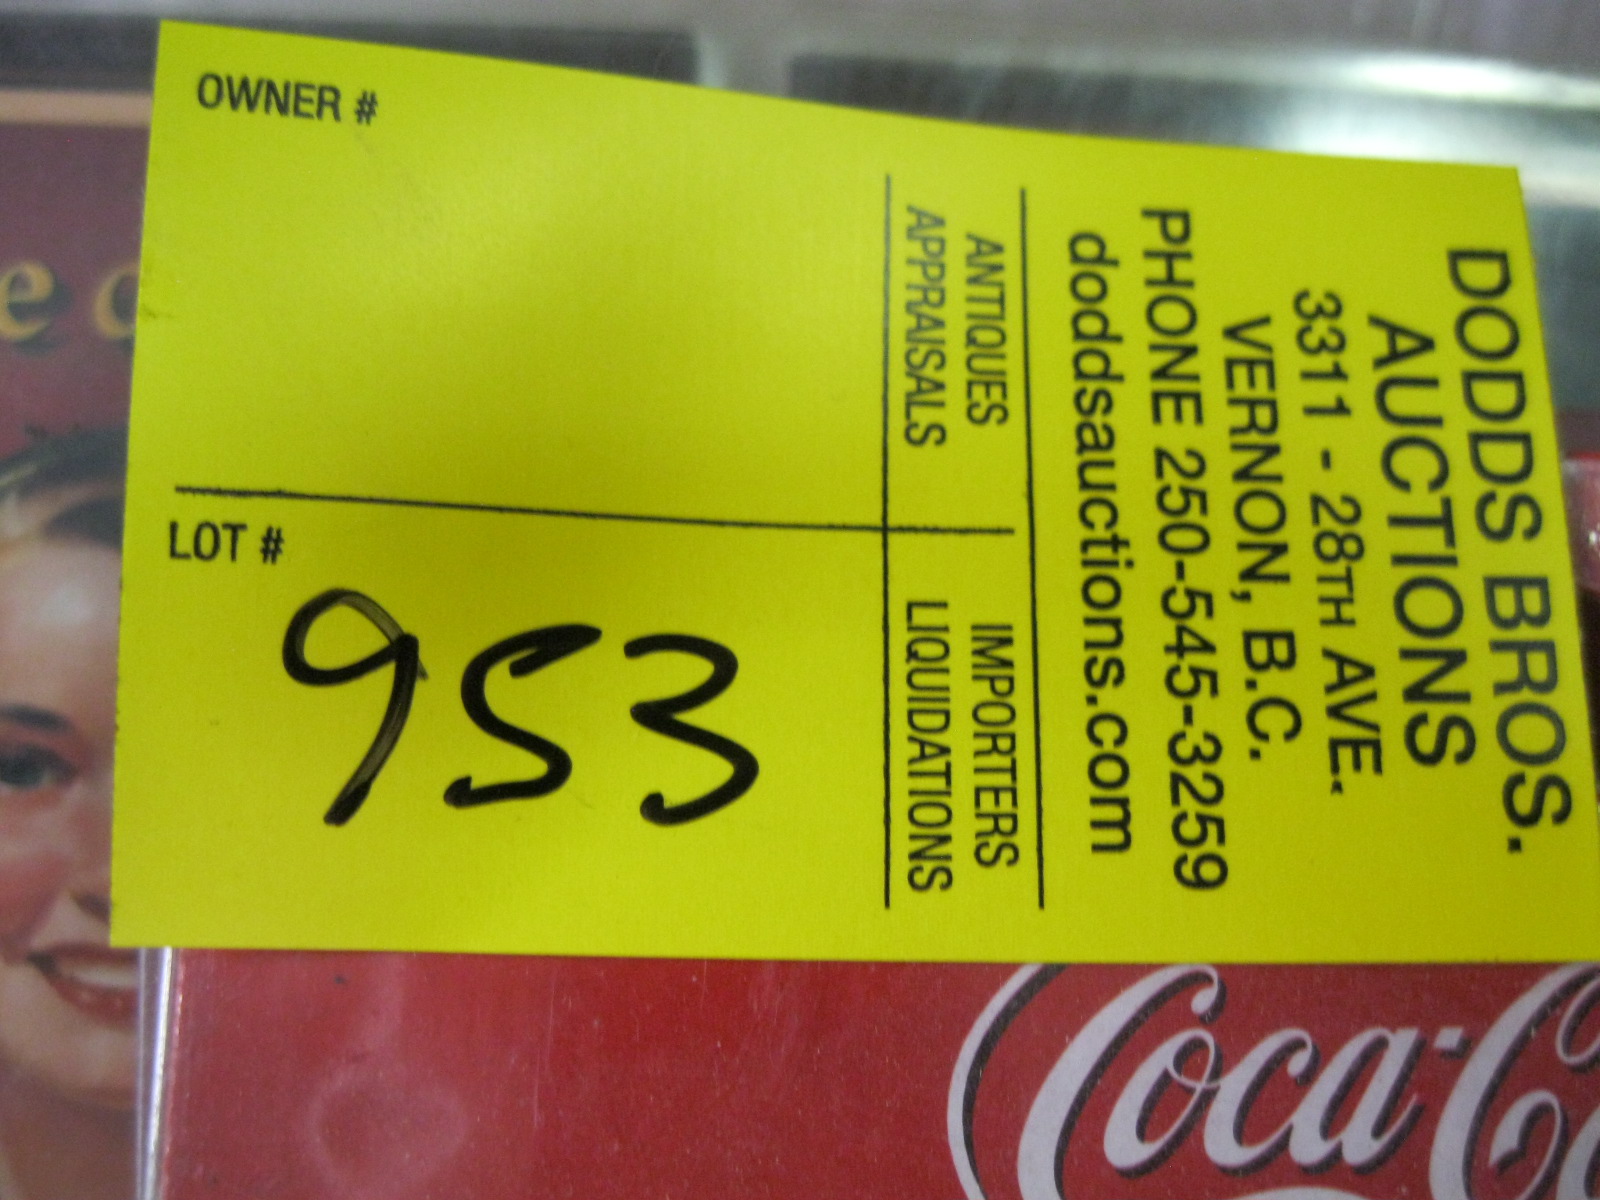 OWNER #
LOT #
953
DODDS BROS.
AUCTIONS
3311 - 28TH AVE.
VERNON, B.C.
PHONE 250-545-3259
doddsauctions.com
ANTIQUES
APPRAISALS
IMPORTERS
LIQUIDATIONS
Coca-Co